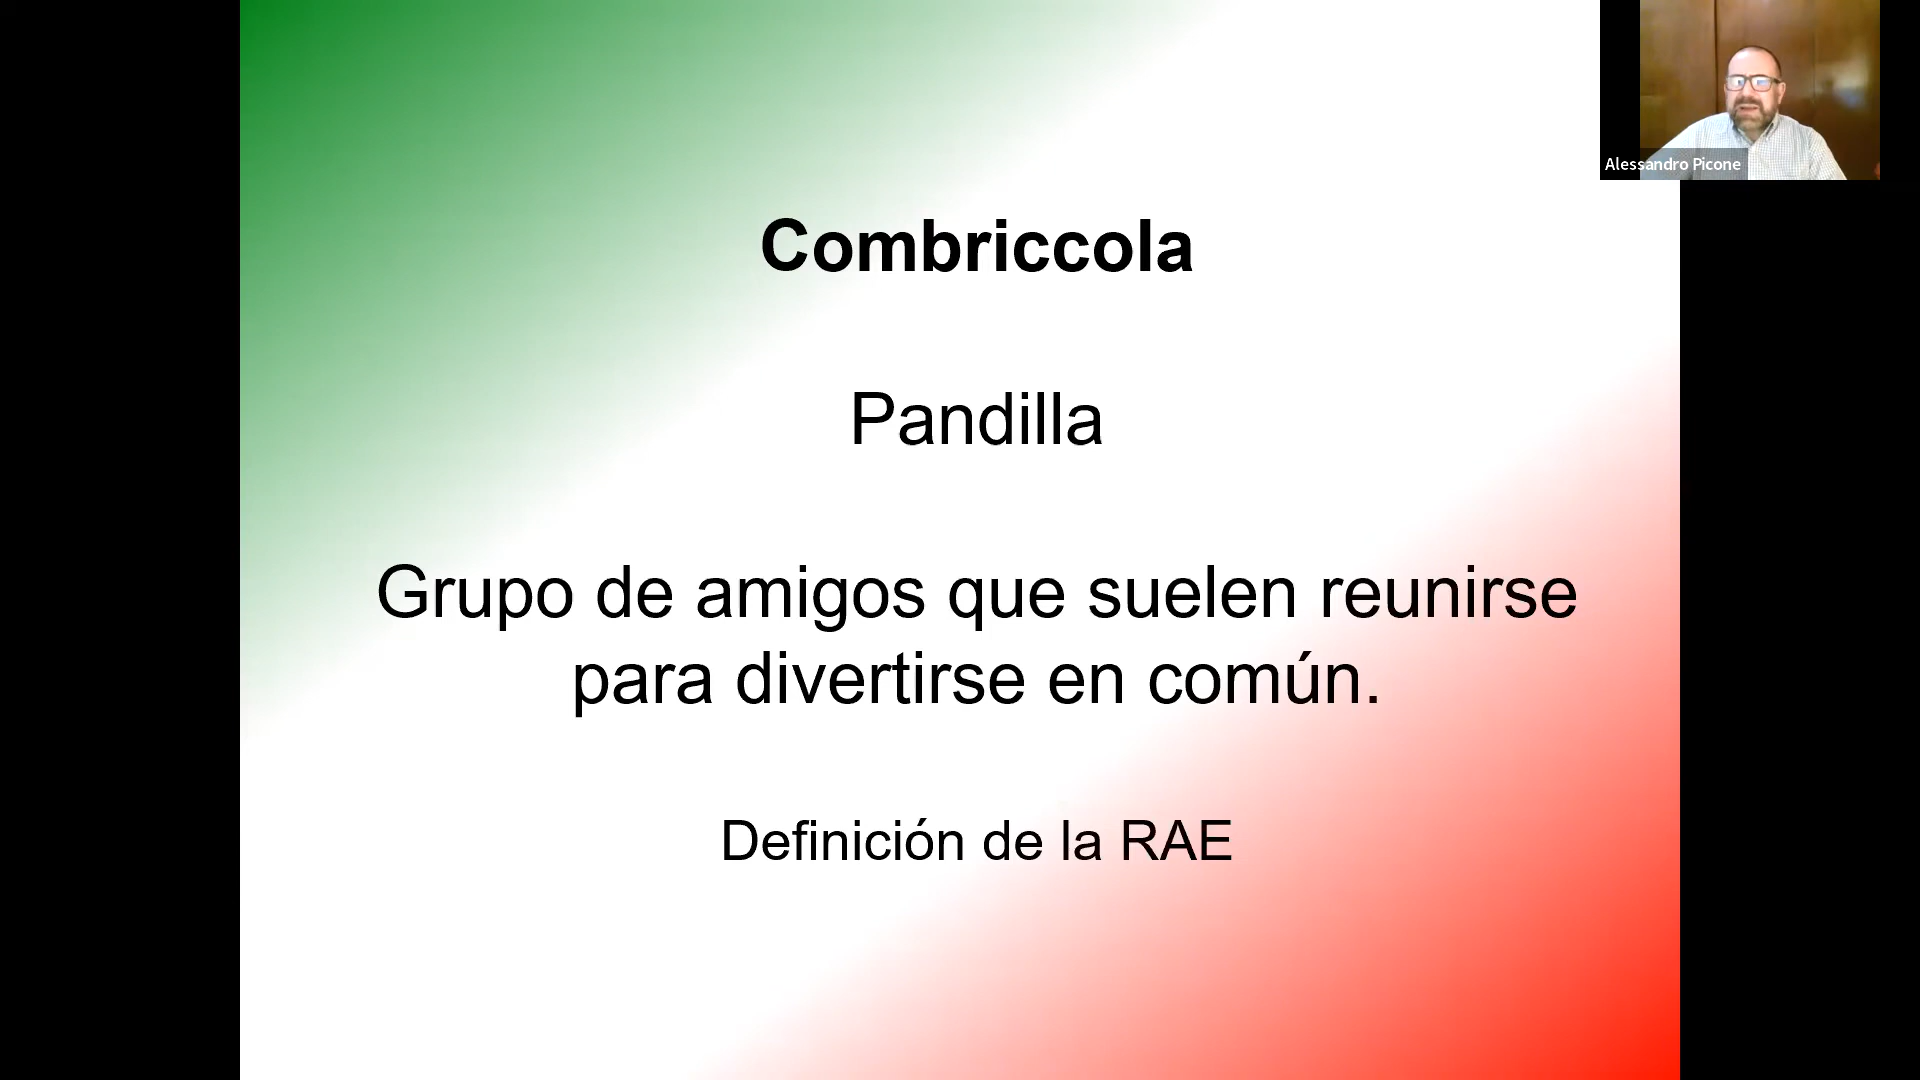 Alessandro Picone
Combriccola
Pandilla
Grupo de amigos que suelen reunirse
para divertirse en común.
Definición de la RAE